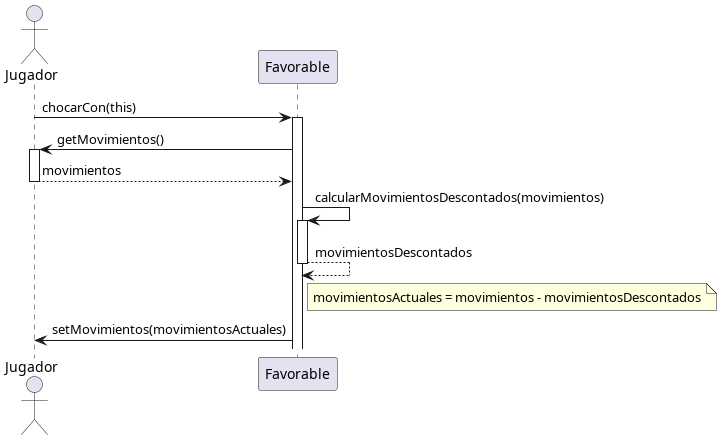 Jugador
Favorable
chocarCon(this)
getMovimientos()
movimientos
calcularMovimientosDescontados(movimientos)
movimientosDescontados
movimientosActuales = movimientos - movimientosDescontados
setMovimientos(movimientosActuales)
Jugador
Favorable